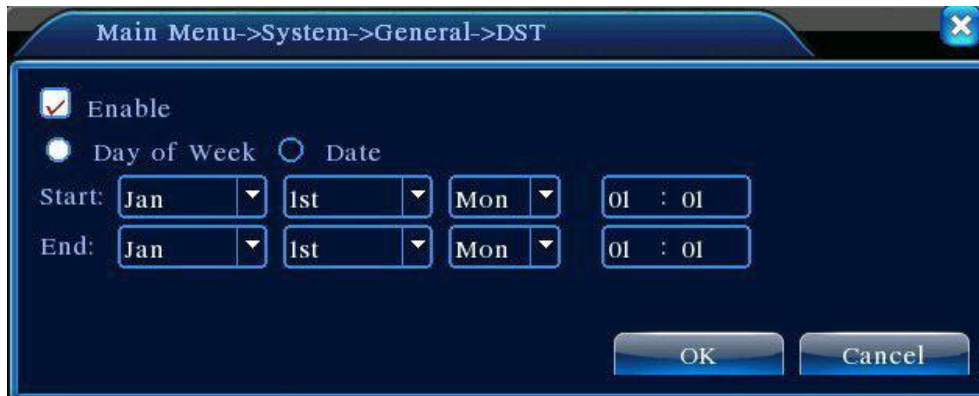 Main Menu->System->General->DST
Enable
Day of Week Date
Start: Jan 1st Mon 01 : 01
End: Jan 1st Mon 01 : 01
OK Cancel